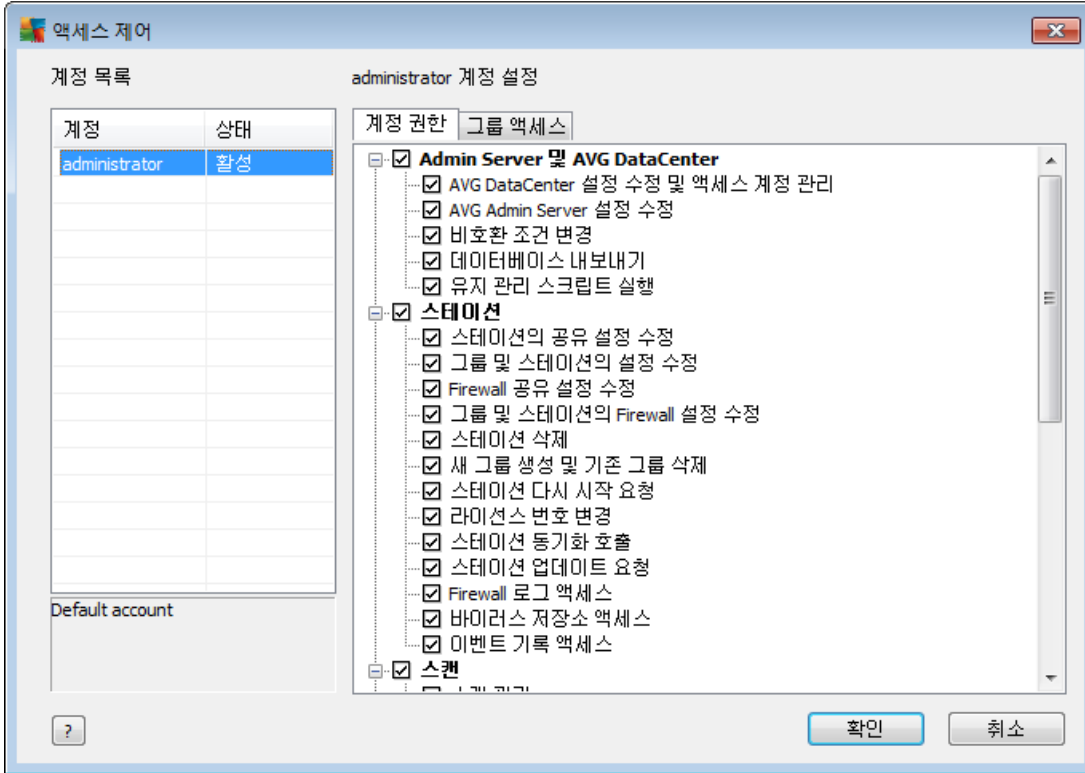 액세스 제어
계정 목록
administrator 계정 설정
계정 상태
administrator 활성
Default account
계정 권한 그룹 액세스
Admin Server 및 AVG DataCenter
AVG DataCenter 설정 수정 및 액세스 계정 관리
AVG Admin Server 설정 수정
비호환 조건 변경
데이터베이스 내보내기
유지 관리 스크립트 실행
스테이션
스테이션의 공유 설정 수정
그룹 및 스테이션의 설정 수정
Firewall 공유 설정 수정
그룹 및 스테이션의 Firewall 설정 수정
스테이션 삭제
새 그룹 생성 및 기존 그룹 삭제
스테이션 다시 시작 요청
라이선스 번호 변경
스테이션 동기화 호출
스테이션 업데이트 요청
Firewall 로그 액세스
바이러스 저장소 액세스
이벤트 기록 액세스
스캔
?
확인 취소